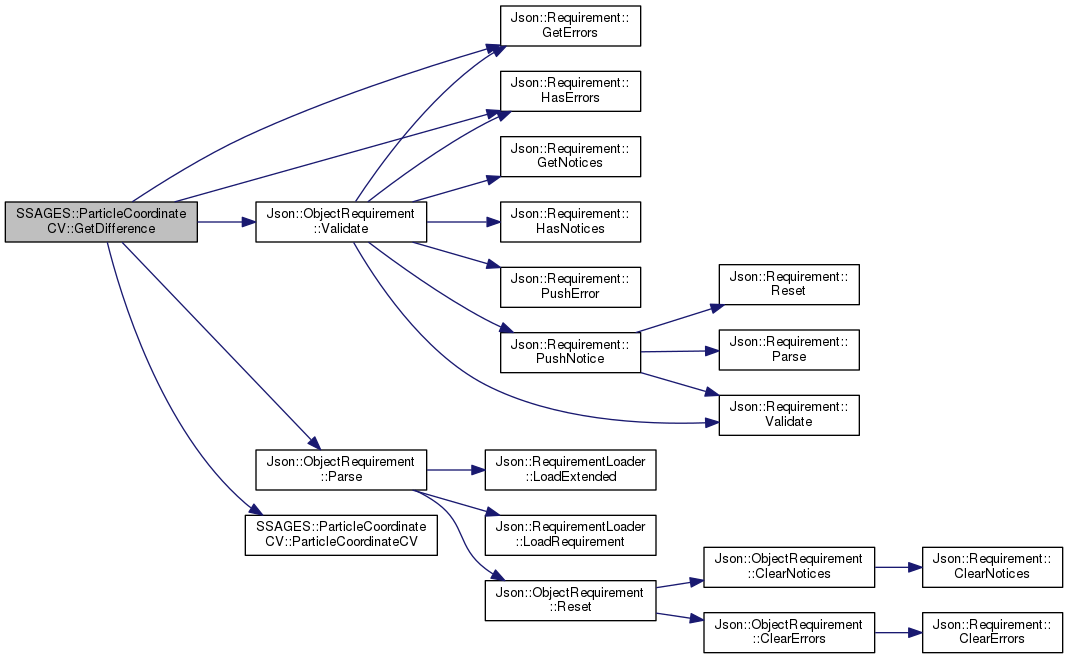 Json::Requirement::
GetErrors
Json::Requirement::
HasErrors
Json::Requirement::
GetNotices
SSAGES::ParticleCoordinate
CV::GetDifference
Json::ObjectRequirement
::Validate
Json::Requirement::
HasNotices
Json::Requirement::
PushError
Json::Requirement::
Reset
Json::Requirement::
PushNotice
Json::Requirement::
Parse
Json::Requirement::
Validate
Json::ObjectRequirement
::Parse
Json::RequirementLoader
::LoadExtended
SSAGES::ParticleCoordinate
CV::ParticleCoordinateCV
Json::RequirementLoader
::LoadRequirement
Json::ObjectRequirement
::Reset
Json::ObjectRequirement
::ClearNotices
Json::Requirement::
ClearNotices
Json::ObjectRequirement
::ClearErrors
Json::Requirement::
ClearErrors